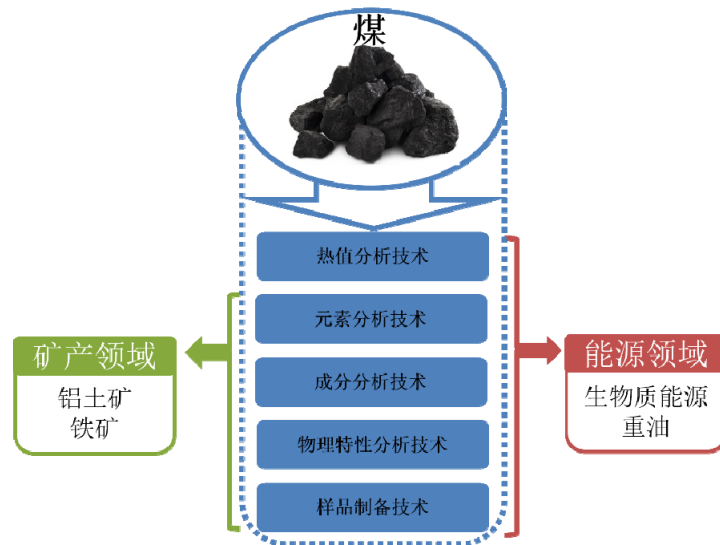 煤
热值分析技术
元素分析技术
成分分析技术
物理特性分析技术
样品制备技术
矿产领域
铝土矿
铁矿
能源领域
生物质能源
重油